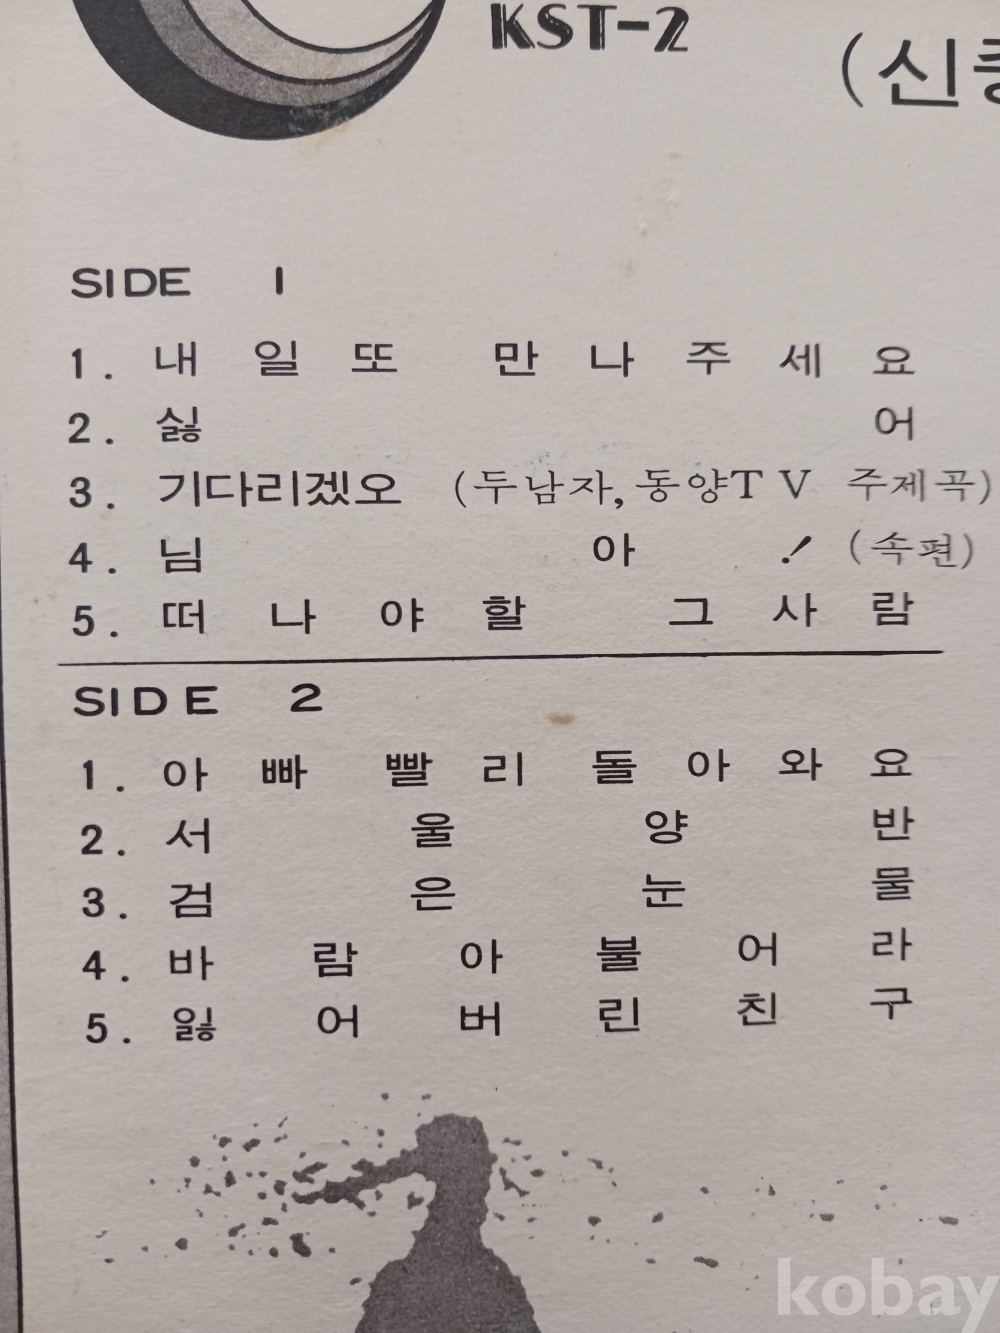 KST-2
(신중
SIDE 1
1. 내일또 만나주세요
2. 싫어
3. 기다리겠오 (두남자, 동양TV 주제곡)
4. 님아! (속편)
5. 떠나야할 그사람
SIDE 2
1. 아빠 빨리 돌아와요
2. 서울양반
3. 검은눈물
4. 바람아불어라
5. 잃어버린친구
kobay